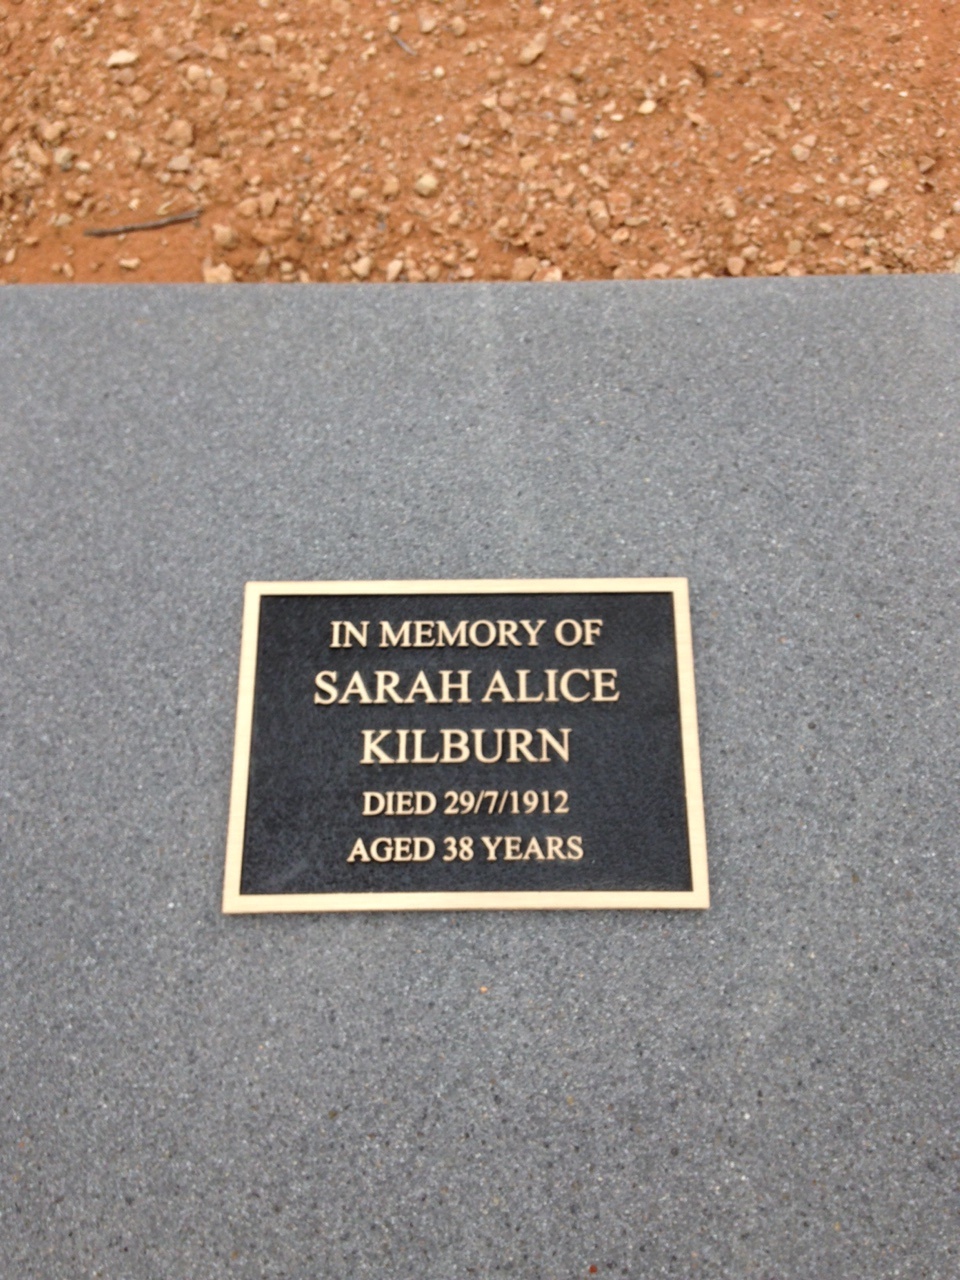 IN MEMORY OF
SARAH ALICE
KILBURN
DIED 29/7/1912
AGED 38 YEARS